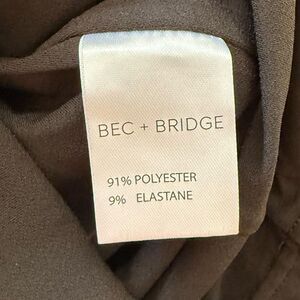 BEC + BRIDGE
91% POLYESTER
9% ELASTANE